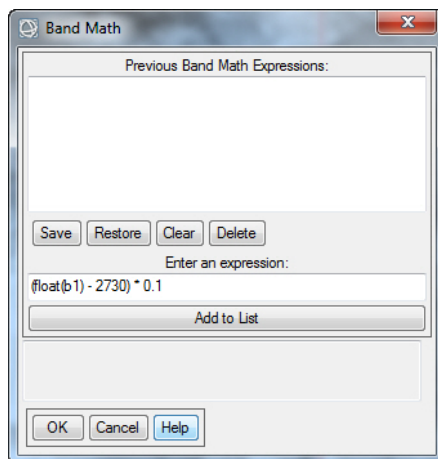 Band Math
Previous Band Math Expressions:
Save Restore Clear Delete
Enter an expression:
(float(b1) - 2730) * 0.1
Add to List
OK Cancel Help